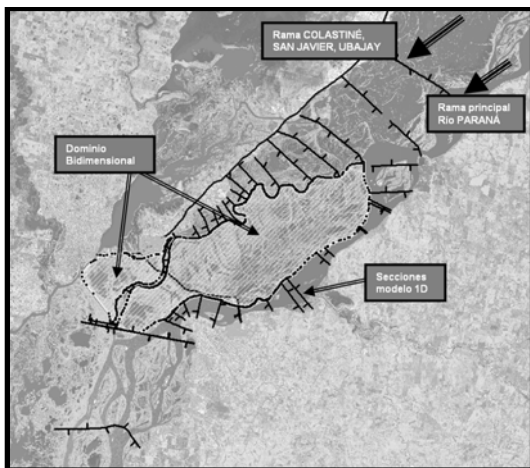 Rama COLASTINÉ,
SAN JAVIER, UBAJAY
Rama principal
Río PARANÁ
Dominio
Bidimensional
Secciones
modelo 1D